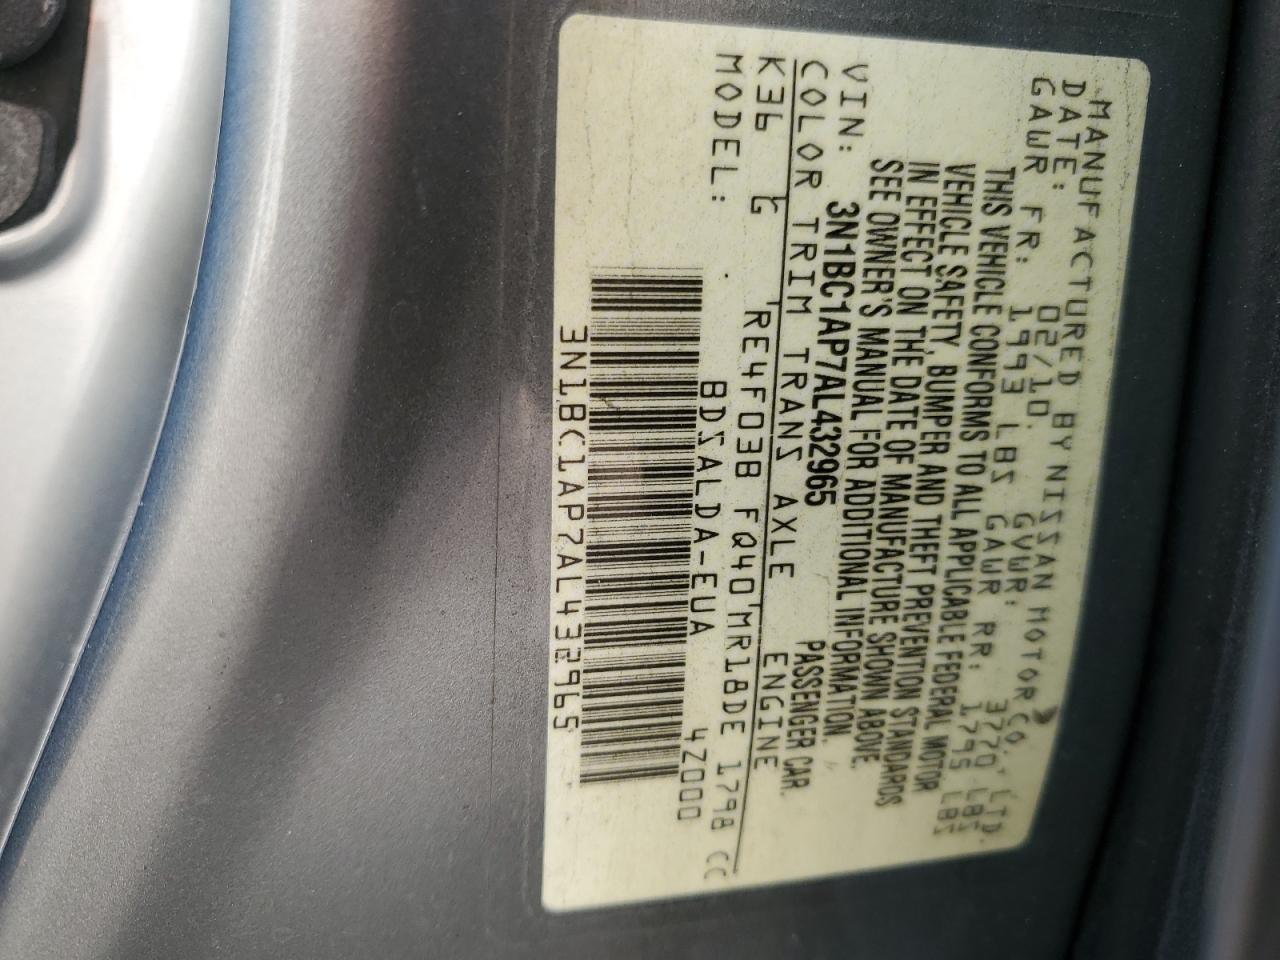 MANUFACTURED BY NISSAN MOTOR CO., LTD.
DATE: 02/10. GVWR: 3770 LBS
GAWR FR: 1993 LBS GAWR RR: 1795 LBS
THIS VEHICLE CONFORMS TO ALL APPLICABLE FEDERAL MOTOR
VEHICLE SAFETY, BUMPER AND THEFT PREVENTION STANDARDS
IN EFFECT ON THE DATE OF MANUFACTURE SHOWN ABOVE.
SEE OWNER'S MANUAL FOR ADDITIONAL INFORMATION.
VIN: 3N1BC1AP7AL432965 PASSENGER CAR.
COLOR TRIM TRANS AXLE ENGINE
K36 G RE4F03B FQ40 MR18DE 1798 CC
MODEL: BDSALDA-EUA 4Z000
3N1BC1AP7AL432965